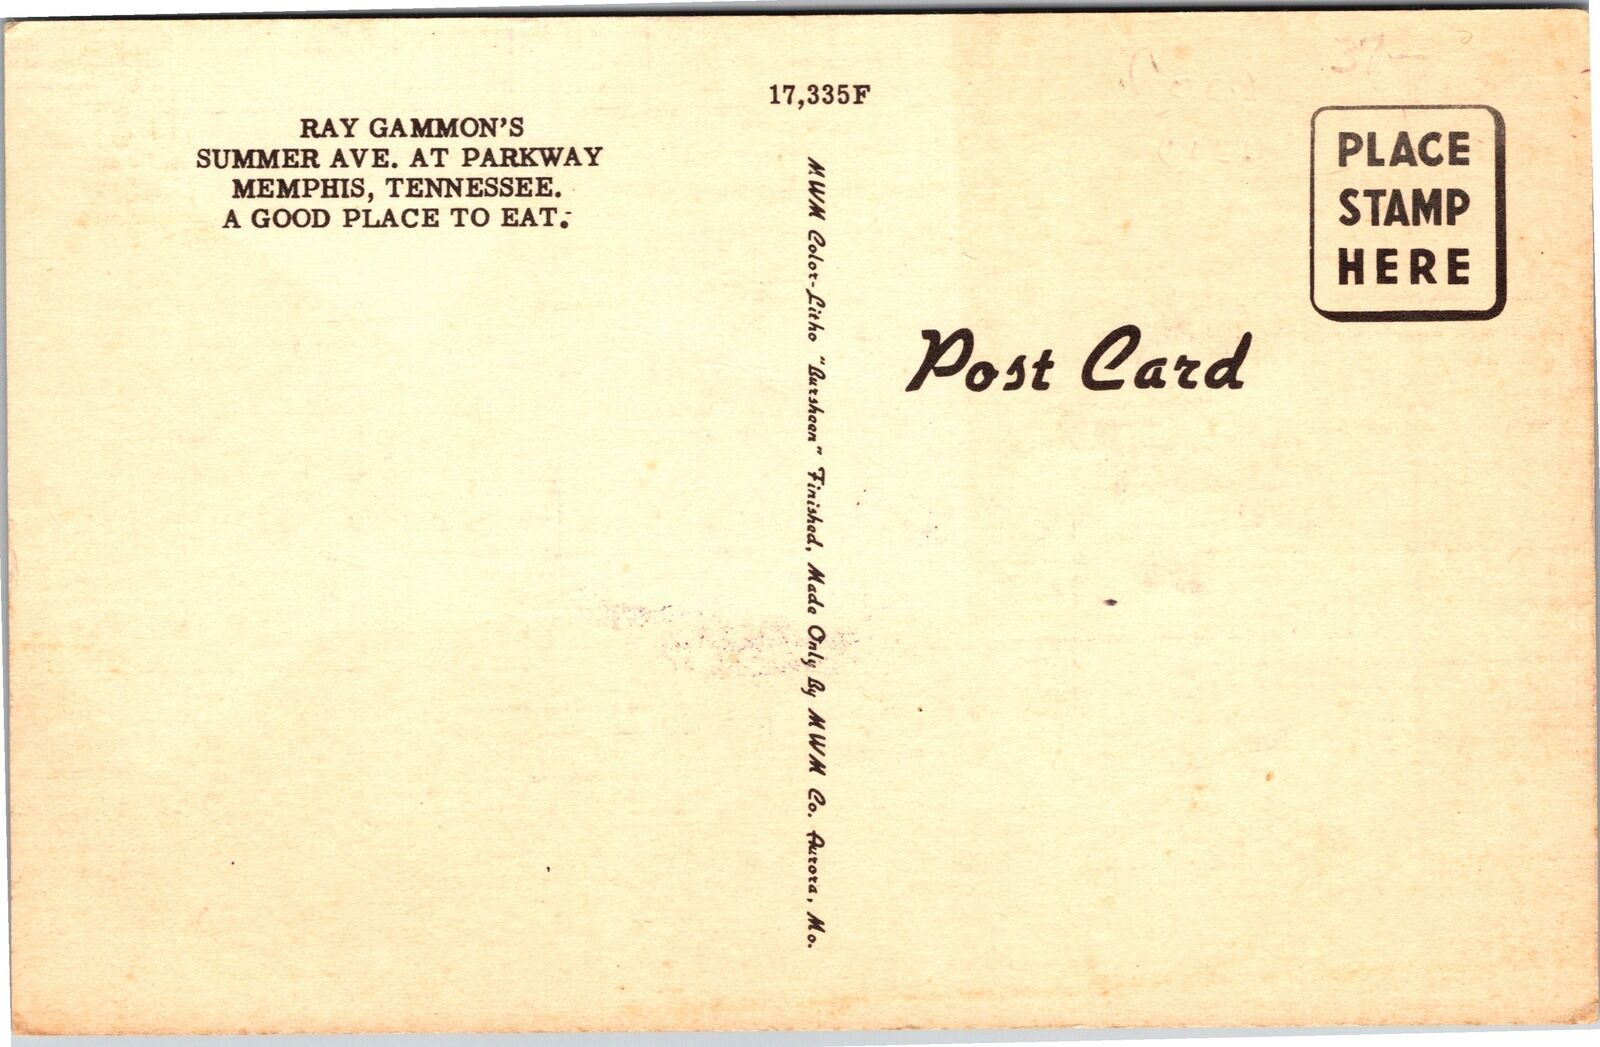 17,335F
RAY GAMMON'S
SUMMER AVE. AT PARKWAY
MEMPHIS, TENNESSEE.
A GOOD PLACE TO EAT.
MWM Color-Litho "Bursheen" Finished, Made Only By MWM Co. Aurora, Mo.
PLACE
STAMP
HERE
Post Card